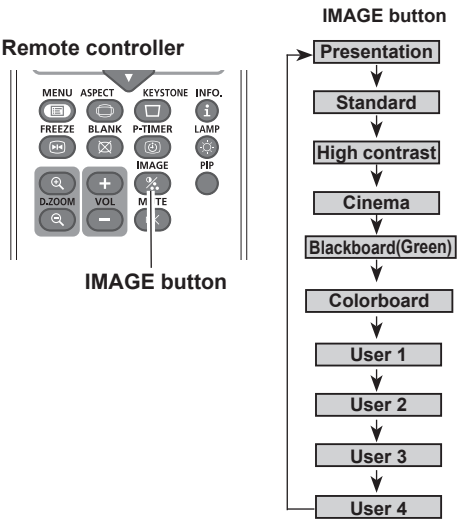 IMAGE button
Remote controller
Presentation
Standard
High contrast
Cinema
Blackboard(Green)
Colorboard
User 1
User 2
User 3
User 4
MENU ASPECT KEYSTONE INFO.
FREEZE BLANK P-TIMER LAMP
IMAGE PIP
D.ZOOM VOL
IMAGE button